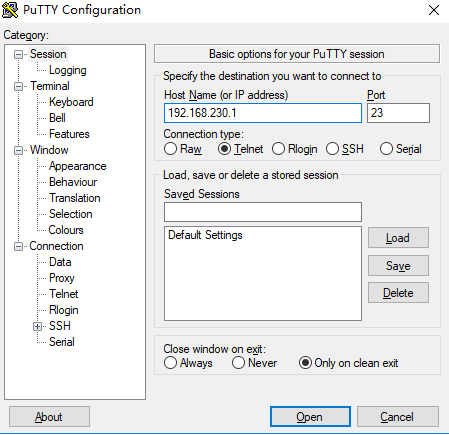 PuTTY Configuration
Category:
Session
Logging
Terminal
Keyboard
Bell
Features
Window
Appearance
Behaviour
Translation
Selection
Colours
Connection
Data
Proxy
Telnet
Rlogin
SSH
Serial
Basic options for your PuTTY session
Specify the destination you want to connect to
Host Name (or IP address) Port
192.168.230.1 23
Connection type:
Raw Telnet Rlogin SSH Serial
Load, save or delete a stored session
Saved Sessions
Default Settings
Load
Save
Delete
Close window on exit:
Always Never Only on clean exit
About Open Cancel